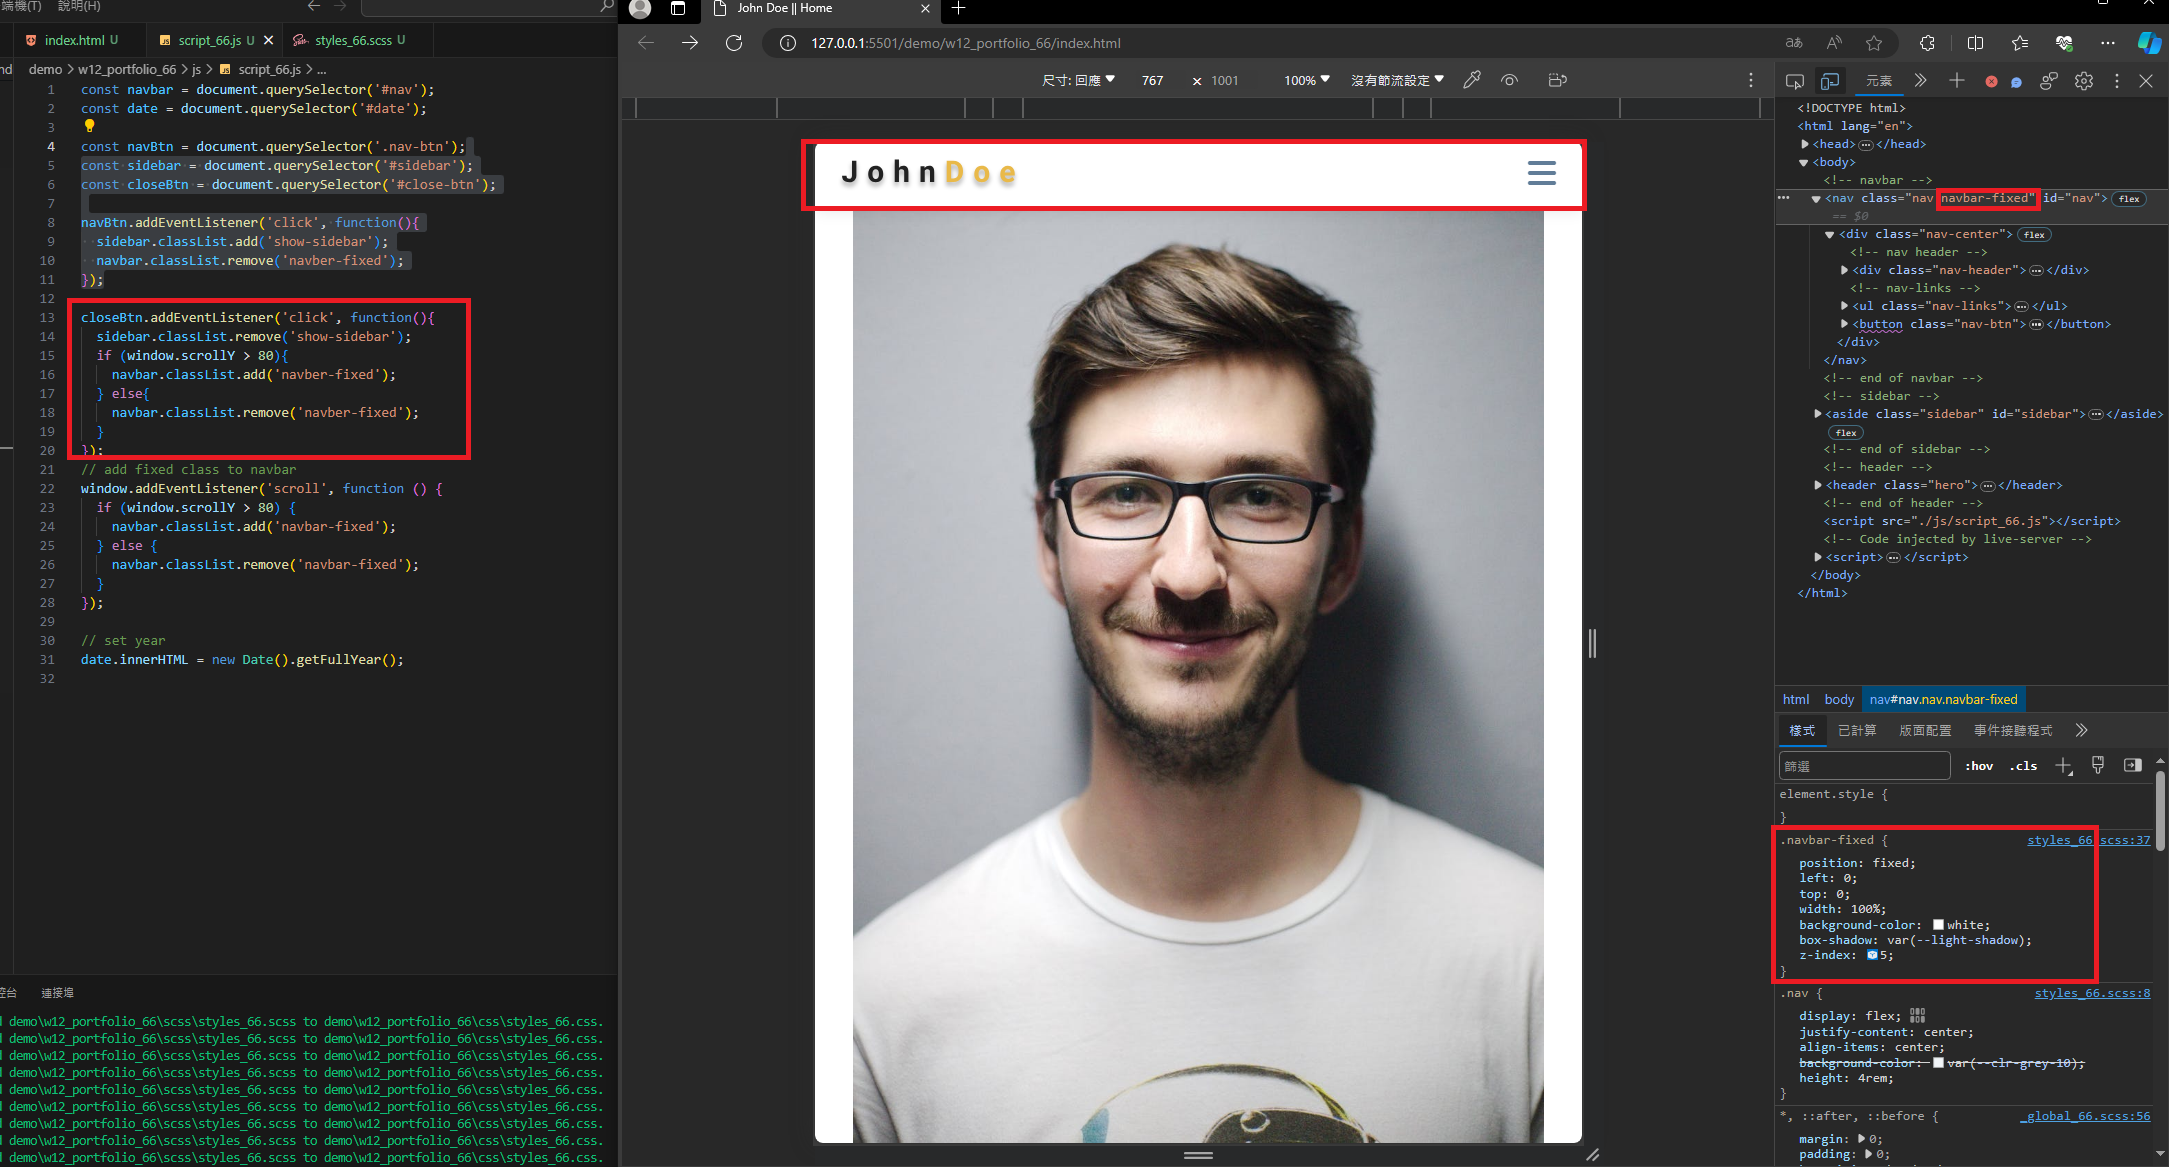 端機(T) 說明(H)
index.html U
script_66.js U
styles_66.scss U
demo > w12_portfolio_66 > js > script_66.js > ...
1 const navbar = document.querySelector('#nav');
2 const date = document.querySelector('#date');
3
4 const navBtn = document.querySelector('.nav-btn');
5 const sidebar = document.querySelector('#sidebar');
6 const closeBtn = document.querySelector('#close-btn');
7
8 navBtn.addEventListener('click', function(){
9 sidebar.classList.add('show-sidebar');
10 navbar.classList.remove('navber-fixed');
11 });
12
13 closeBtn.addEventListener('click', function(){
14 sidebar.classList.remove('show-sidebar');
15 if (window.scrollY > 80){
16 navbar.classList.add('navber-fixed');
17 } else{
18 navbar.classList.remove('navber-fixed');
19 }
20 });
21 // add fixed class to navbar
22 window.addEventListener('scroll', function () {
23 if (window.scrollY > 80) {
24 navbar.classList.add('navbar-fixed');
25 } else {
26 navbar.classList.remove('navbar-fixed');
27 }
28 });
29
30 // set year
31 date.innerHTML = new Date().getFullYear();
32
控台 連接埠
demo\w12_portfolio_66\scss\styles_66.scss to demo\w12_portfolio_66\css\styles_66.css.
demo\w12_portfolio_66\scss\styles_66.scss to demo\w12_portfolio_66\css\styles_66.css.
demo\w12_portfolio_66\scss\styles_66.scss to demo\w12_portfolio_66\css\styles_66.css.
demo\w12_portfolio_66\scss\styles_66.scss to demo\w12_portfolio_66\css\styles_66.css.
demo\w12_portfolio_66\scss\styles_66.scss to demo\w12_portfolio_66\css\styles_66.css.
demo\w12_portfolio_66\scss\styles_66.scss to demo\w12_portfolio_66\css\styles_66.css.
demo\w12_portfolio_66\scss\styles_66.scss to demo\w12_portfolio_66\css\styles_66.css.
demo\w12_portfolio_66\scss\styles_66.scss to demo\w12_portfolio_66\css\styles_66.css.
demo\w12_portfolio_66\scss\styles_66.scss to demo\w12_portfolio_66\css\styles_66.css.
John Doe || Home
127.0.0.1:5501/demo/w12_portfolio_66/index.html
尺寸: 回應 767 × 1001 100% 沒有節流設定
JohnDoe
元素
<!DOCTYPE html>
<html lang="en">
<head>…</head>
<body>
<!-- navbar -->
<nav class="nav navbar-fixed" id="nav"> flex
== $0
<div class="nav-center"> flex
<!-- nav header -->
<div class="nav-header">…</div>
<!-- nav-links -->
<ul class="nav-links">…</ul>
<button class="nav-btn">…</button>
</div>
</nav>
<!-- end of navbar -->
<!-- sidebar -->
<aside class="sidebar" id="sidebar">…</aside>
flex
<!-- end of sidebar -->
<!-- header -->
<header class="hero">…</header>
<!-- end of header -->
<script src="./js/script_66.js"></script>
<!-- Code injected by live-server -->
<script>…</script>
</body>
</html>
html body nav#nav.nav.navbar-fixed
樣式 已計算 版面配置 事件接聽程式
篩選 :hov .cls
element.style {
}
.navbar-fixed { styles_66.scss:37
position: fixed;
left: 0;
top: 0;
width: 100%;
background-color: white;
box-shadow: var(--light-shadow);
z-index: 5;
}
.nav { styles_66.scss:8
display: flex;
justify-content: center;
align-items: center;
background-color: var(--clr-grey-10);
height: 4rem;
}
*, ::after, ::before { _global_66.scss:56
margin: 0;
padding: 0;